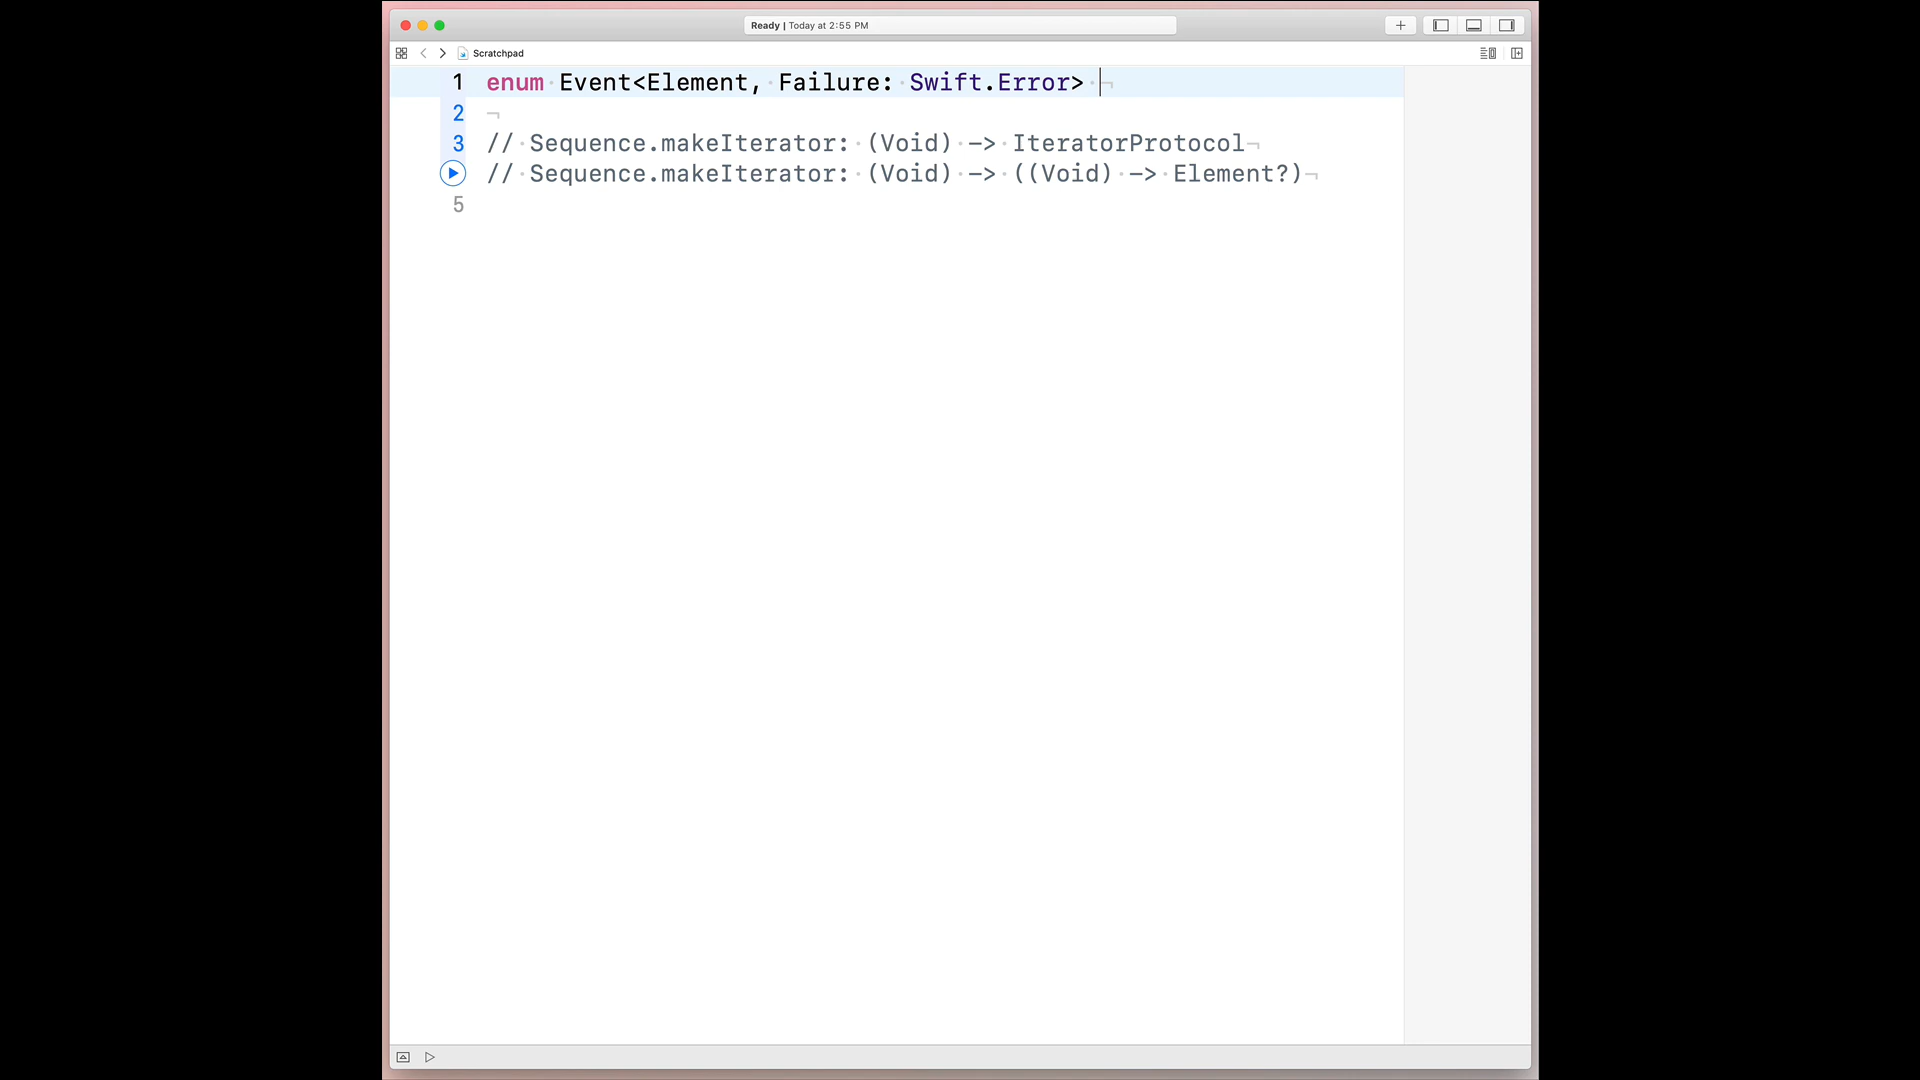 Ready | Today at 2:55 PM
Scratchpad
1 enum Event<Element, Failure: Swift.Error>
2
3 // Sequence.makeIterator: (Void) -> IteratorProtocol
// Sequence.makeIterator: (Void) -> ((Void) -> Element?)
5